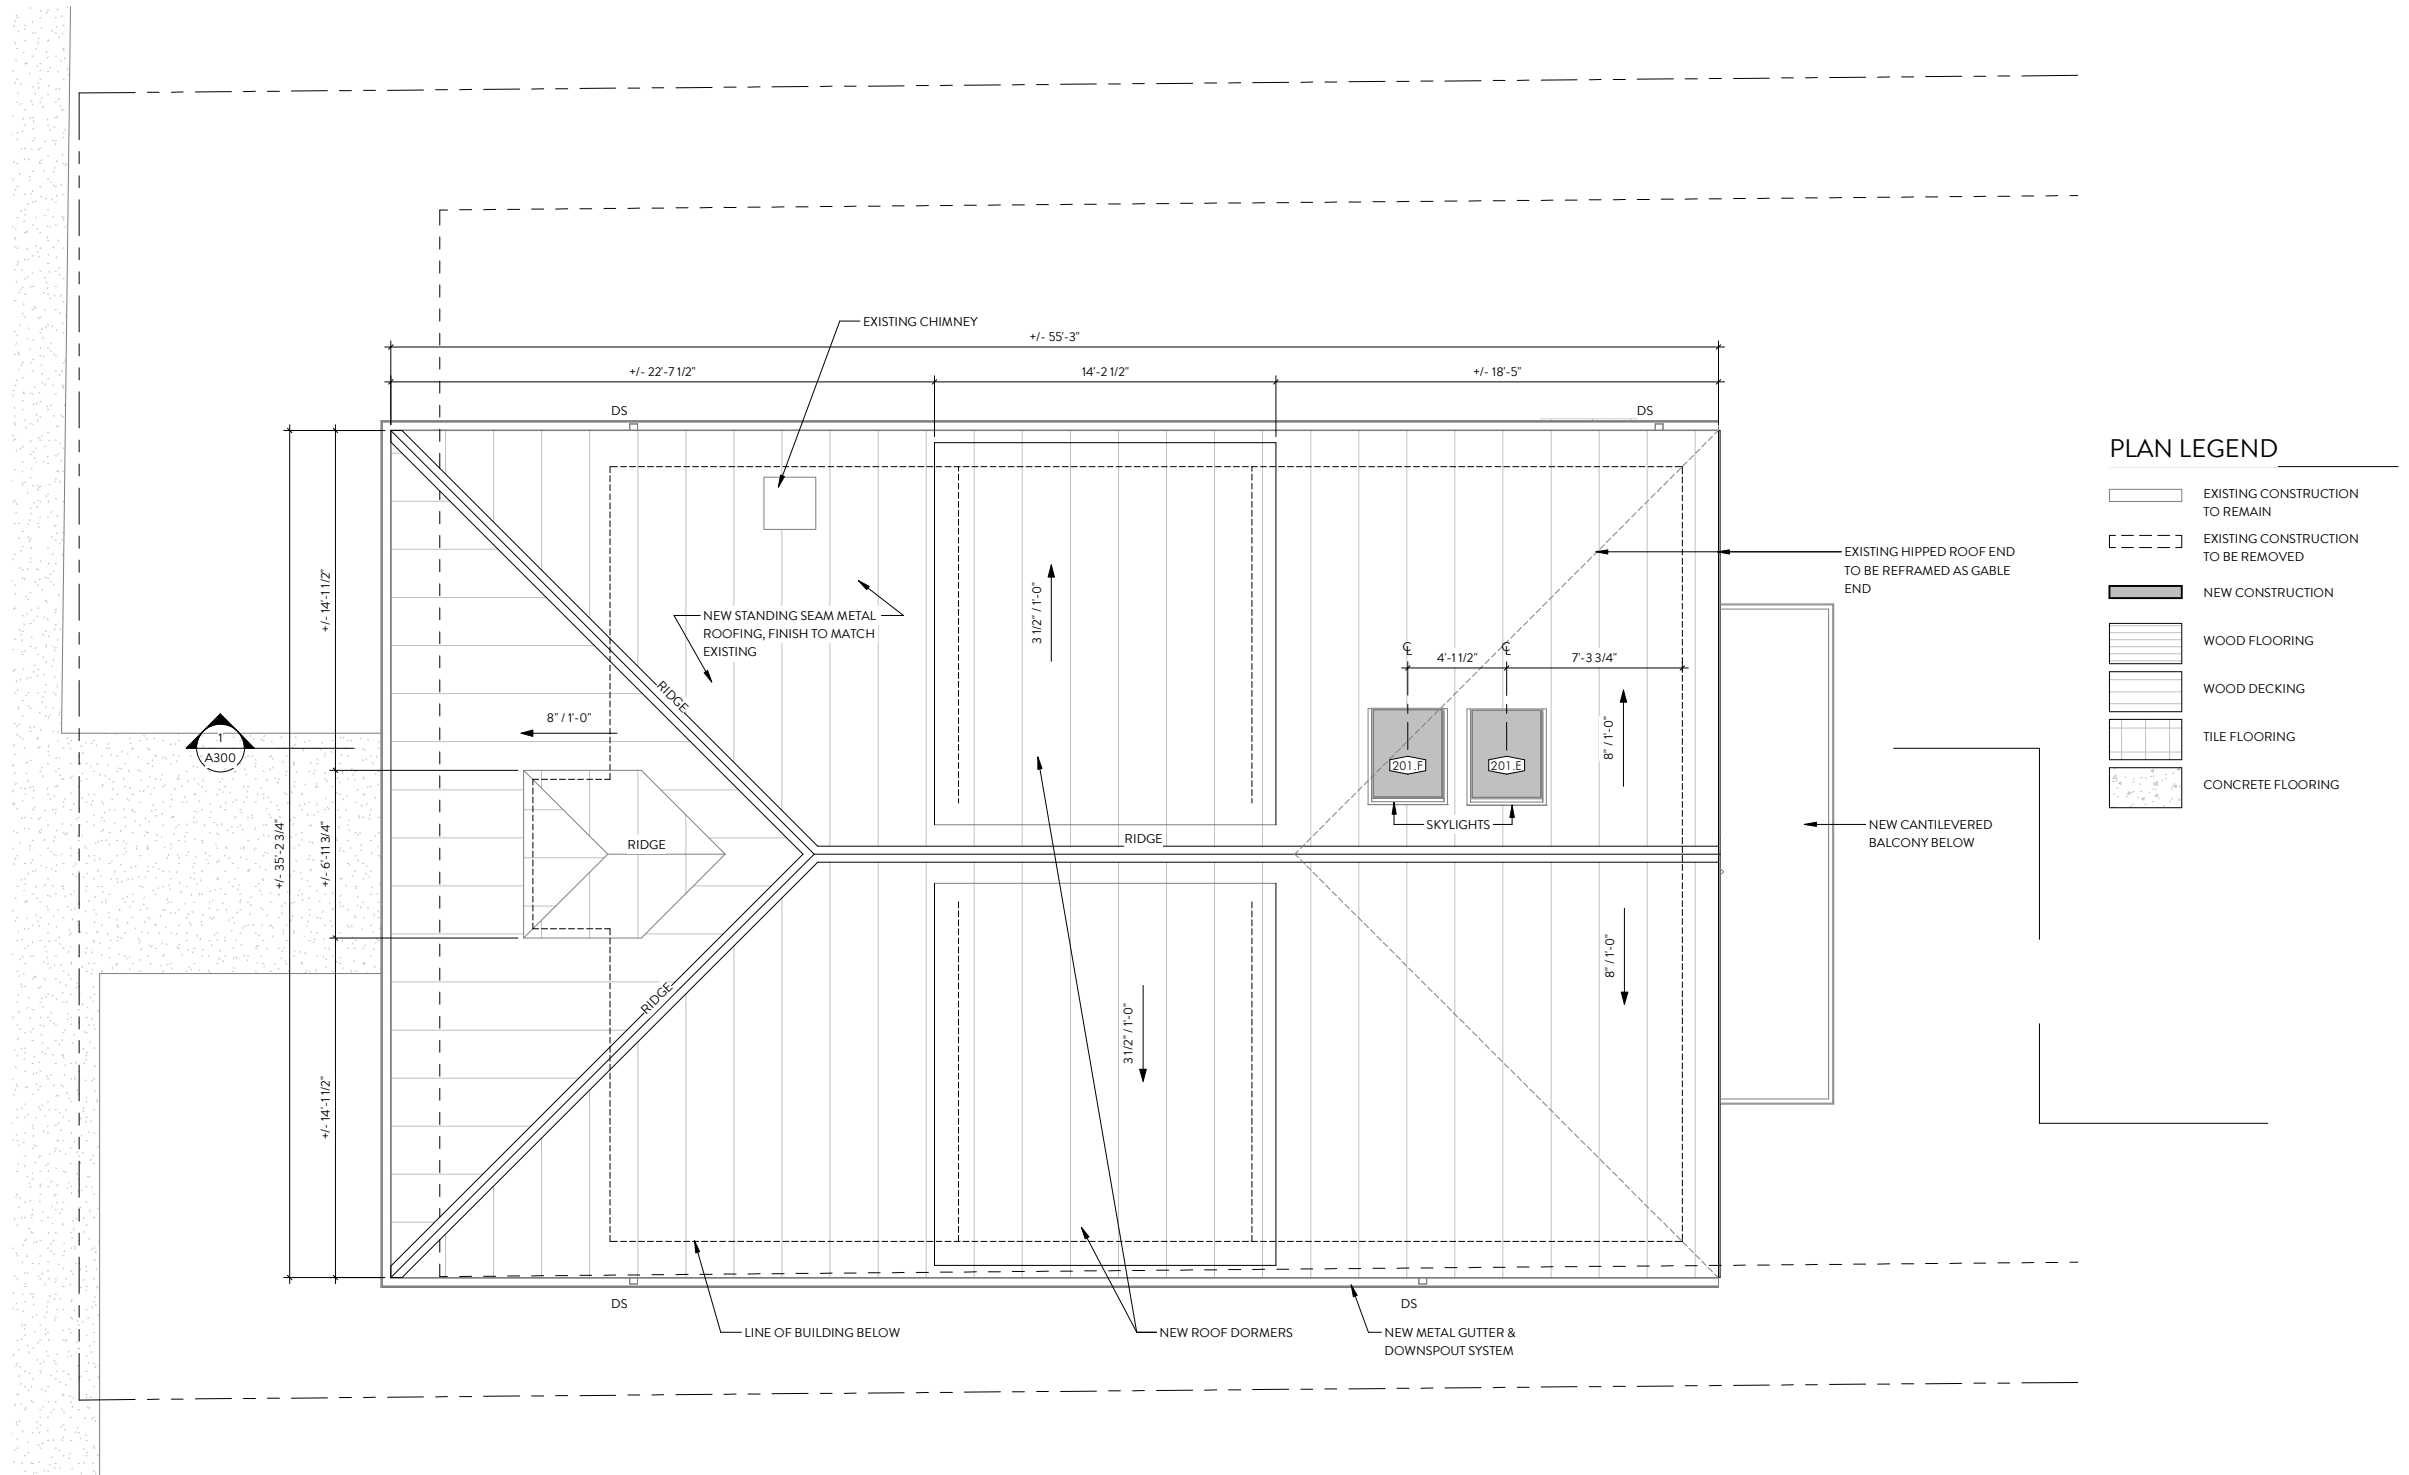 EXISTING CHIMNEY
+/- 55'-3"
+/- 22'-7 1/2"
14'-2 1/2"
+/- 18'-5"
DS
DS
PLAN LEGEND
EXISTING CONSTRUCTION
TO REMAIN
EXISTING CONSTRUCTION
TO BE REMOVED
NEW CONSTRUCTION
WOOD FLOORING
WOOD DECKING
TILE FLOORING
CONCRETE FLOORING
EXISTING HIPPED ROOF END
TO BE REFRAMED AS GABLE
END
+/- 14'-1 1/2"
3 1/2" / 1'-0"
NEW STANDING SEAM METAL
ROOFING, FINISH TO MATCH
EXISTING
℄
℄
4'-1 1/2"
7'-3 3/4"
RIDGE
8" / 1'-0"
8" / 1'-0"
1
A300
201.F
201.E
SKYLIGHTS
NEW CANTILEVERED
BALCONY BELOW
+/- 35'-2 3/4"
+/- 6'-11 3/4"
RIDGE
RIDGE
8" / 1'-0"
RIDGE
3 1/2" / 1'-0"
+/- 14'-1 1/2"
DS
DS
LINE OF BUILDING BELOW
NEW ROOF DORMERS
NEW METAL GUTTER &
DOWNSPOUT SYSTEM